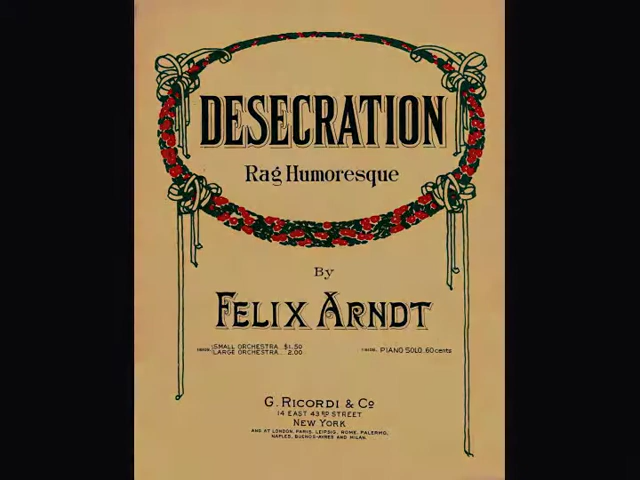 DESECRATION
Rag Humoresque
By
FELIX ARNDT
SMALL ORCHESTRA $1.50
LARGE ORCHESTRA 2.00
PIANO SOLO 60 cents
G. RICORDI & CO
14 EAST 43RD STREET
NEW YORK
AND AT LONDON, PARIS, LEIPSIG, ROME, PALERMO,
NAPLES, BUENOS-AYRES AND MILAN.